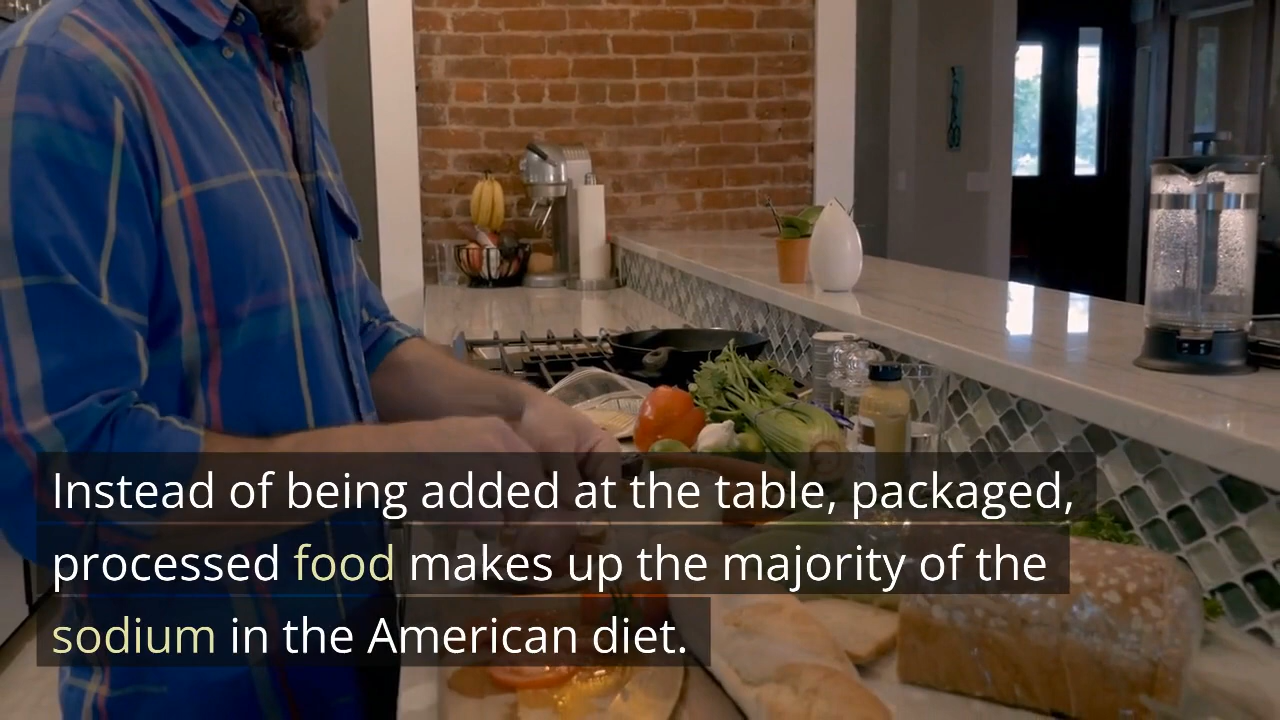 Instead of being added at the table, packaged,
processed food makes up the majority of the
sodium in the American diet.